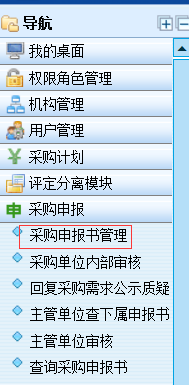 导航
我的桌面
权限角色管理
机构管理
用户管理
采购计划
评定分离模块
采购申报
采购申报书管理
采购单位内部审核
回复采购需求公示质疑
主管单位查下属申报书
主管单位审核
查询采购申报书